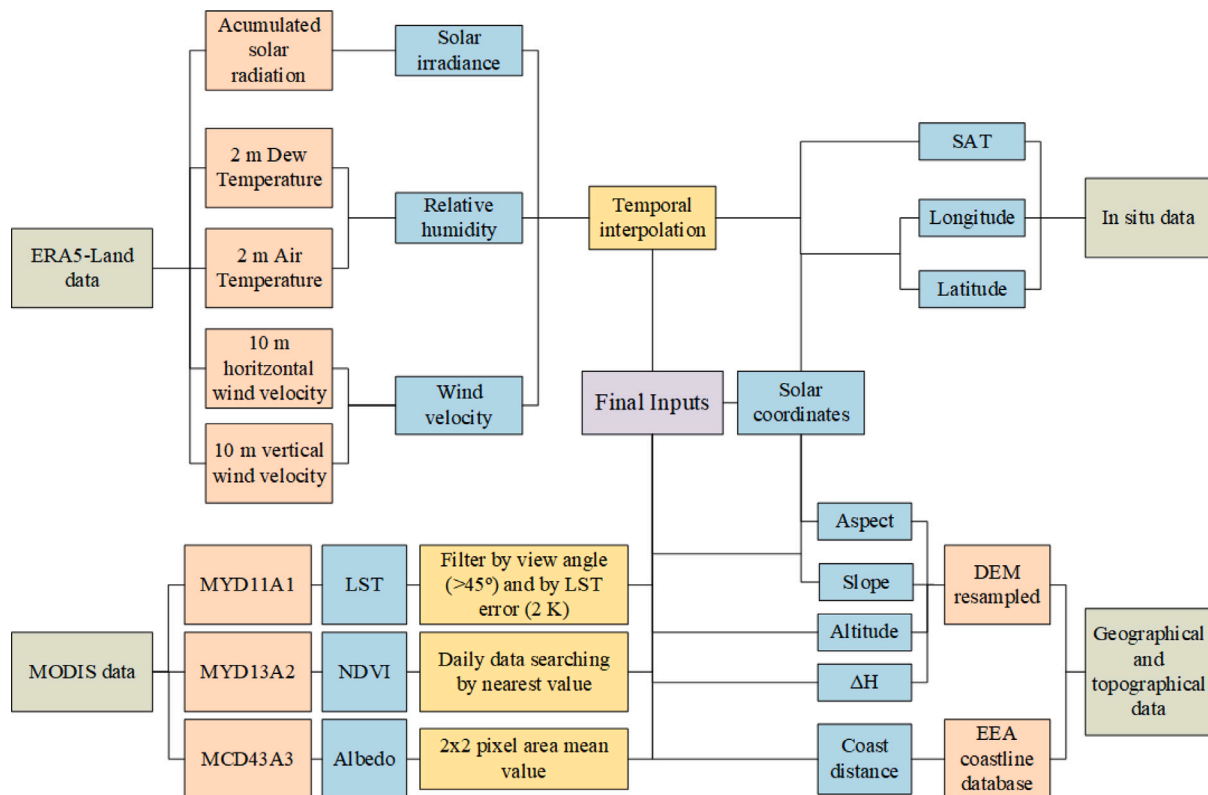 Acumulated
solar
radiation
Solar
irradiance
2 m Dew
Temperature
SAT
Relative
humidity
Temporal
interpolation
Longitude
In situ data
ERA5-Land
data
2 m Air
Temperature
Latitude
10 m
horitzontal
wind velocity
Wind
velocity
Final Inputs
Solar
coordinates
10 m vertical
wind velocity
Aspect
MYD11A1
LST
Filter by view angle
(>45º) and by LST
error (2 K)
Slope
DEM
resampled
MODIS data
MYD13A2
NDVI
Daily data searching
by nearest value
Altitude
ΔH
Geographical
and
topographical
data
MCD43A3
Albedo
2x2 pixel area mean
value
Coast
distance
EEA
coastline
database